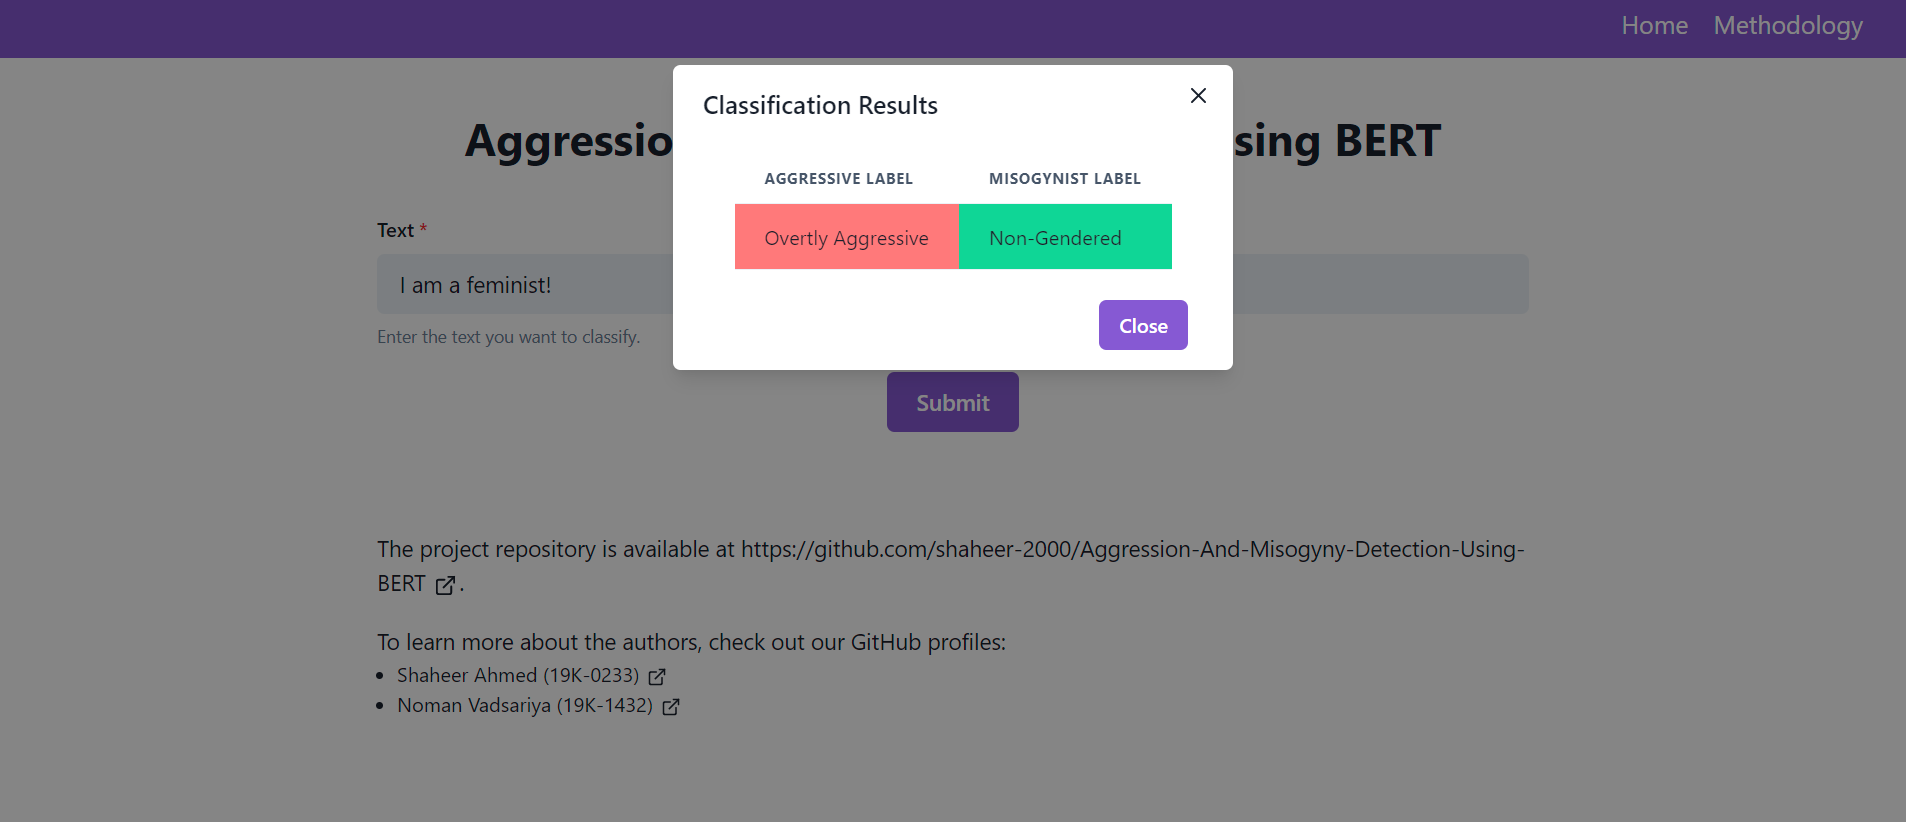 Home Methodology
Classification Results
Aggressio sing BERT
AGGRESSIVE LABEL MISOGYNIST LABEL
Text *
Overtly Aggressive Non-Gendered
I am a feminist!
Enter the text you want to classify.
Close
Submit
The project repository is available at https://github.com/shaheer-2000/Aggression-And-Misogyny-Detection-Using-
BERT .
To learn more about the authors, check out our GitHub profiles:
• Shaheer Ahmed (19K-0233)
• Noman Vadsariya (19K-1432)